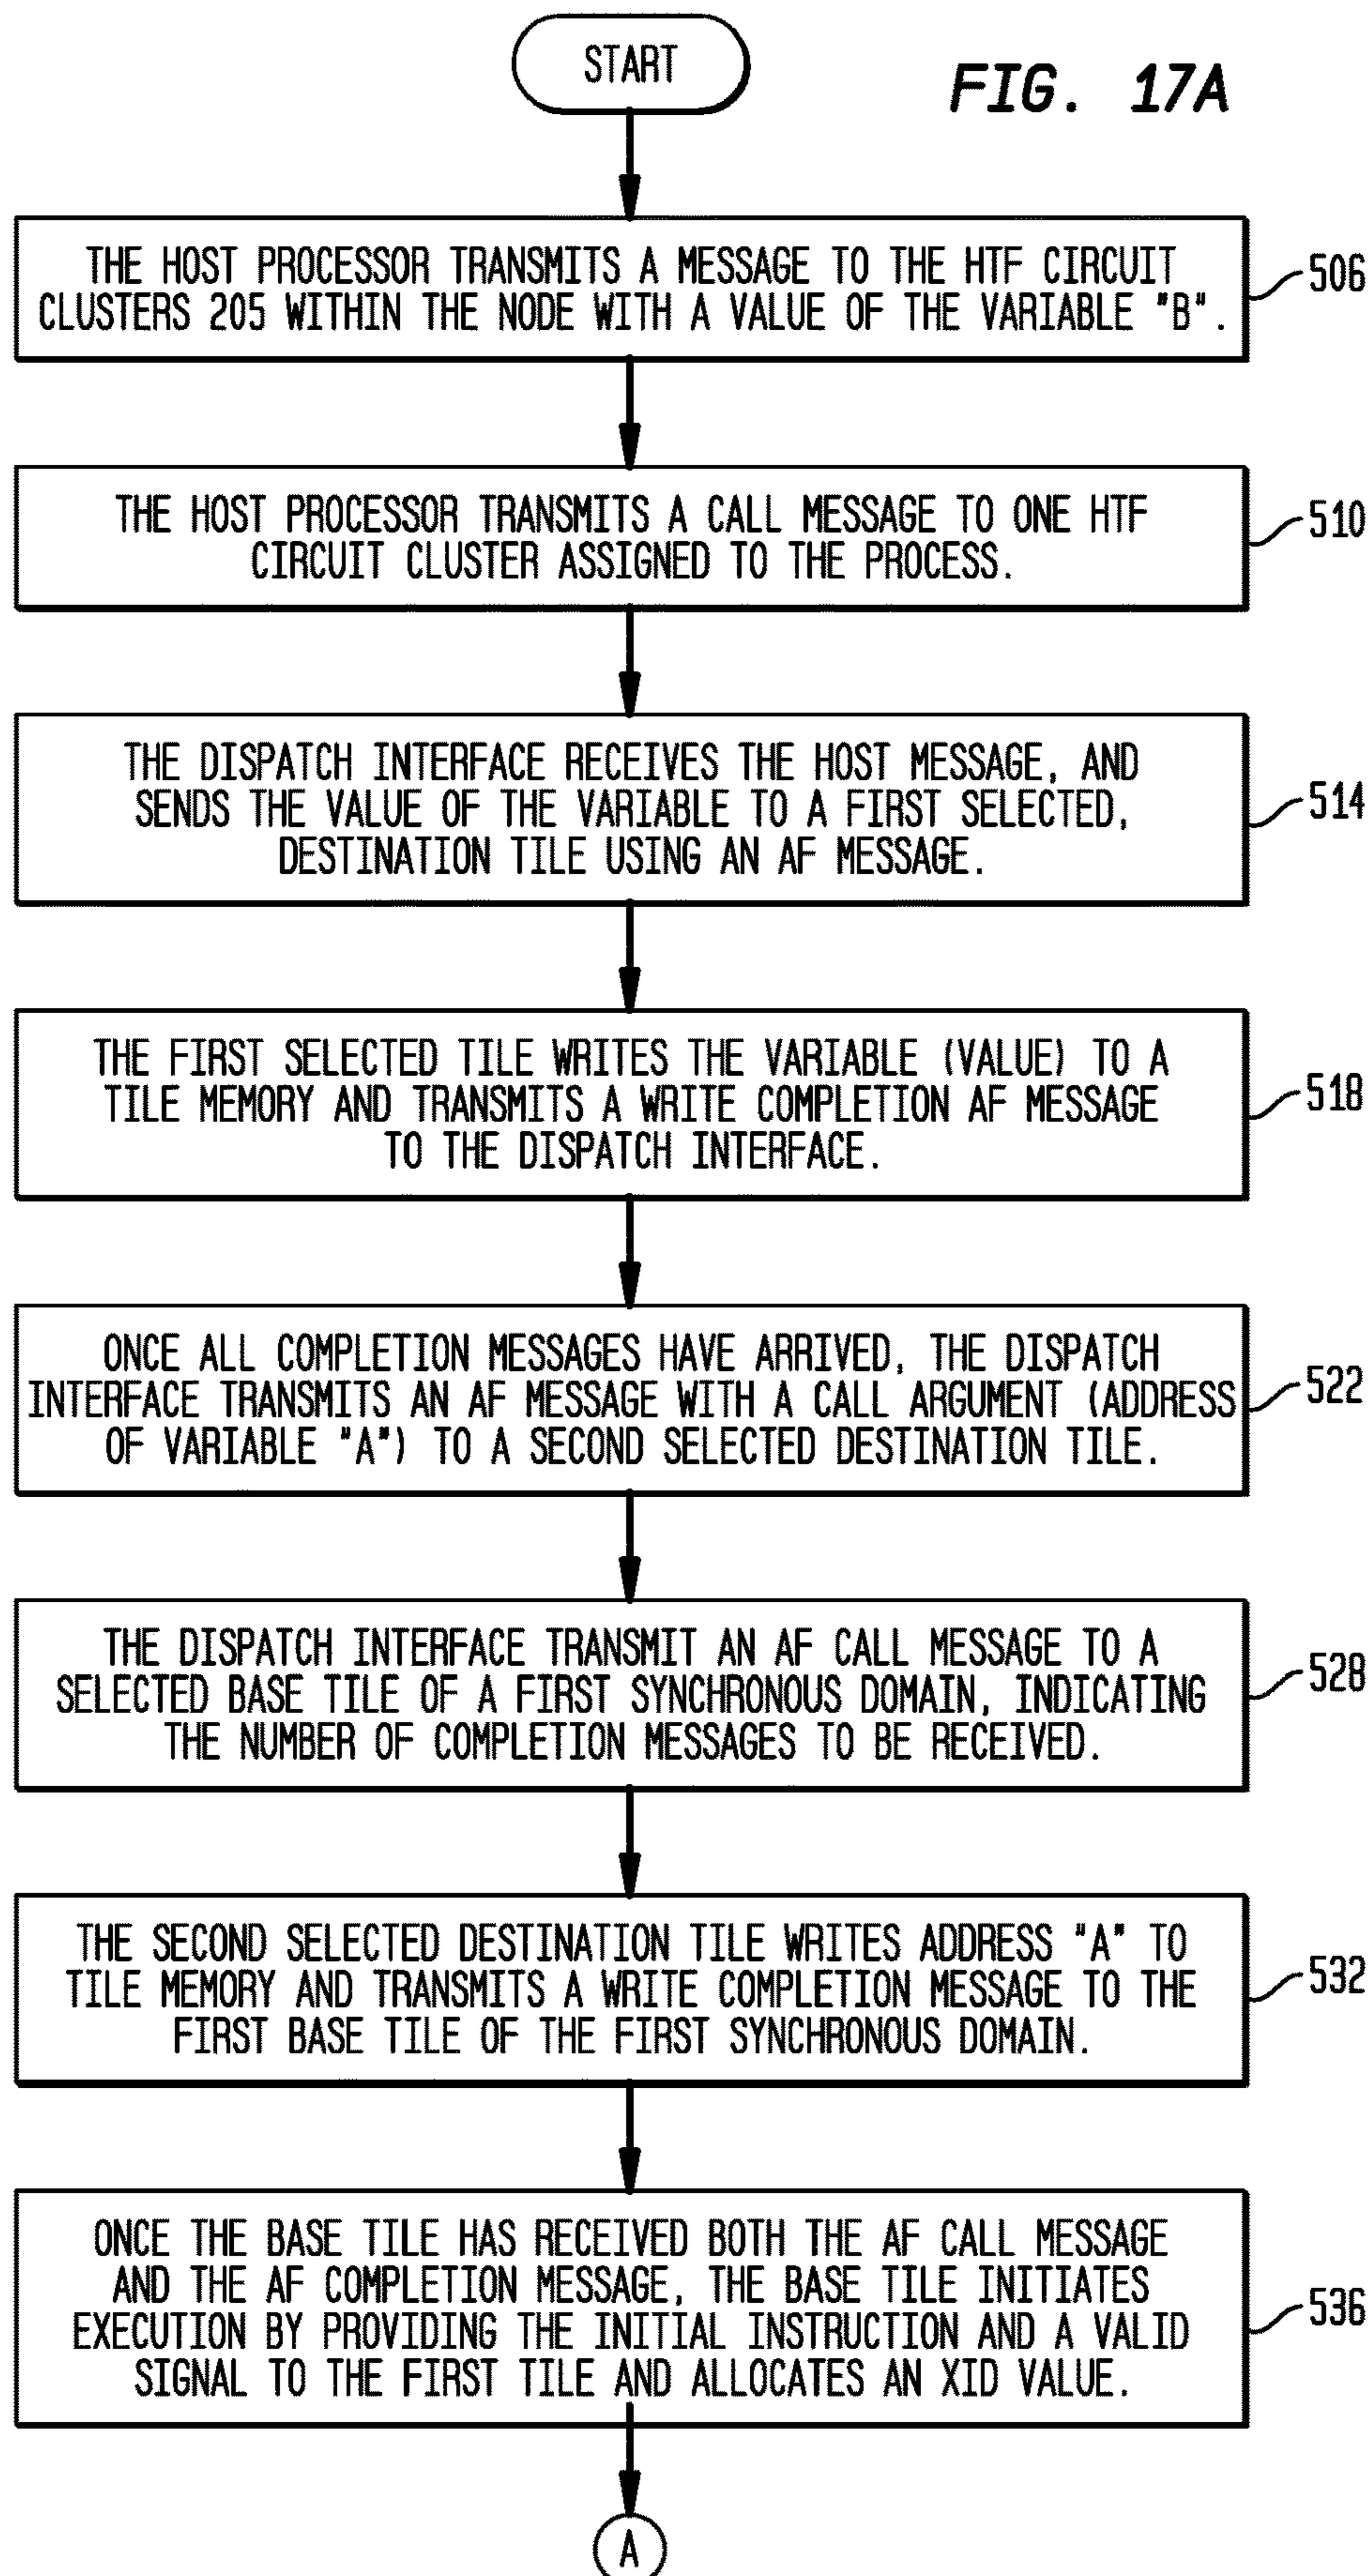 START
FIG. 17A
THE HOST PROCESSOR TRANSMITS A MESSAGE TO THE HTF CIRCUIT
CLUSTERS 205 WITHIN THE NODE WITH A VALUE OF THE VARIABLE "B".
506
THE HOST PROCESSOR TRANSMITS A CALL MESSAGE TO ONE HTF
CIRCUIT CLUSTER ASSIGNED TO THE PROCESS.
510
THE DISPATCH INTERFACE RECEIVES THE HOST MESSAGE, AND
SENDS THE VALUE OF THE VARIABLE TO A FIRST SELECTED,
DESTINATION TILE USING AN AF MESSAGE.
514
THE FIRST SELECTED TILE WRITES THE VARIABLE (VALUE) TO A
TILE MEMORY AND TRANSMITS A WRITE COMPLETION AF MESSAGE
TO THE DISPATCH INTERFACE.
518
ONCE ALL COMPLETION MESSAGES HAVE ARRIVED, THE DISPATCH
INTERFACE TRANSMITS AN AF MESSAGE WITH A CALL ARGUMENT (ADDRESS
OF VARIABLE "A") TO A SECOND SELECTED DESTINATION TILE.
522
THE DISPATCH INTERFACE TRANSMIT AN AF CALL MESSAGE TO A
SELECTED BASE TILE OF A FIRST SYNCHRONOUS DOMAIN, INDICATING
THE NUMBER OF COMPLETION MESSAGES TO BE RECEIVED.
528
THE SECOND SELECTED DESTINATION TILE WRITES ADDRESS "A" TO
TILE MEMORY AND TRANSMITS A WRITE COMPLETION MESSAGE TO THE
FIRST BASE TILE OF THE FIRST SYNCHRONOUS DOMAIN.
532
ONCE THE BASE TILE HAS RECEIVED BOTH THE AF CALL MESSAGE
AND THE AF COMPLETION MESSAGE, THE BASE TILE INITIATES
EXECUTION BY PROVIDING THE INITIAL INSTRUCTION AND A VALID
SIGNAL TO THE FIRST TILE AND ALLOCATES AN XID VALUE.
536
A